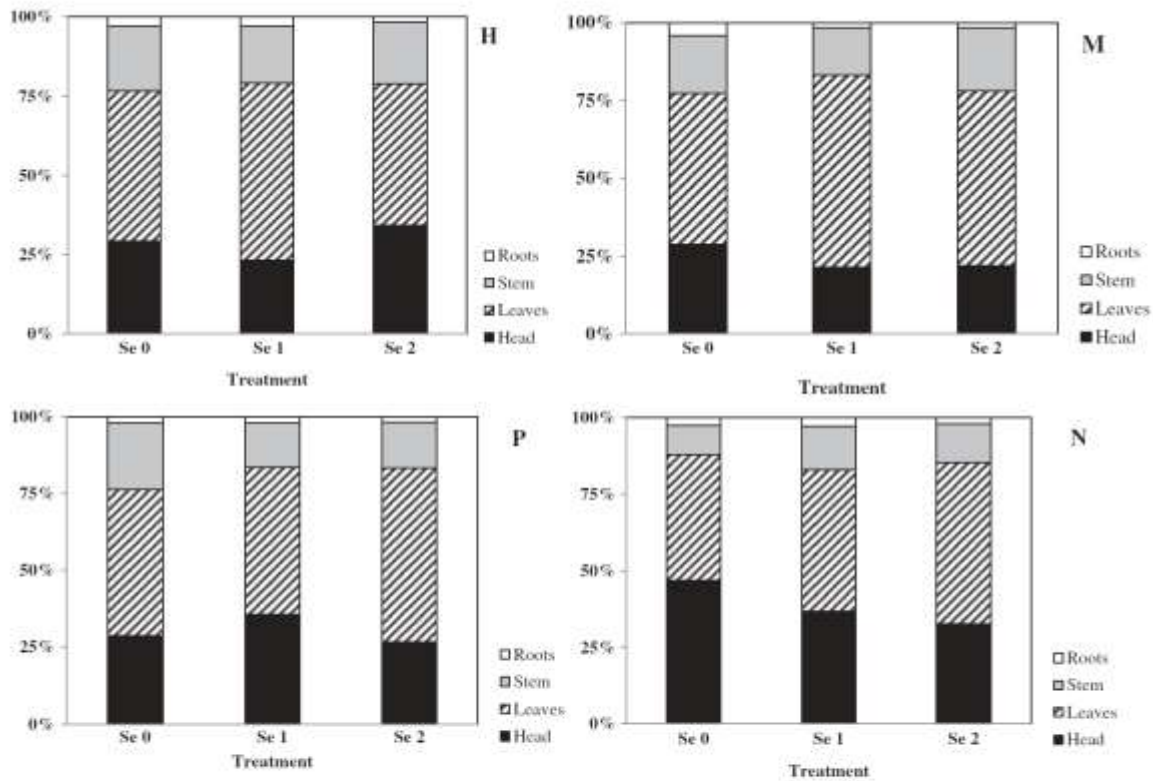 100%
H
75%
50%
25%
0%
Roots
Stem
Leaves
Head
Se 0 Se 1 Se 2
Treatment
100%
M
75%
50%
25%
0%
Roots
Stem
Leaves
Head
Se 0 Se 1 Se 2
Treatment
100%
P
75%
50%
25%
0%
Roots
Stem
Leaves
Head
Se 0 Se 1 Se 2
Treatment
100%
N
75%
50%
25%
0%
Roots
Stem
Leaves
Head
Se 0 Se 1 Se 2
Treatment